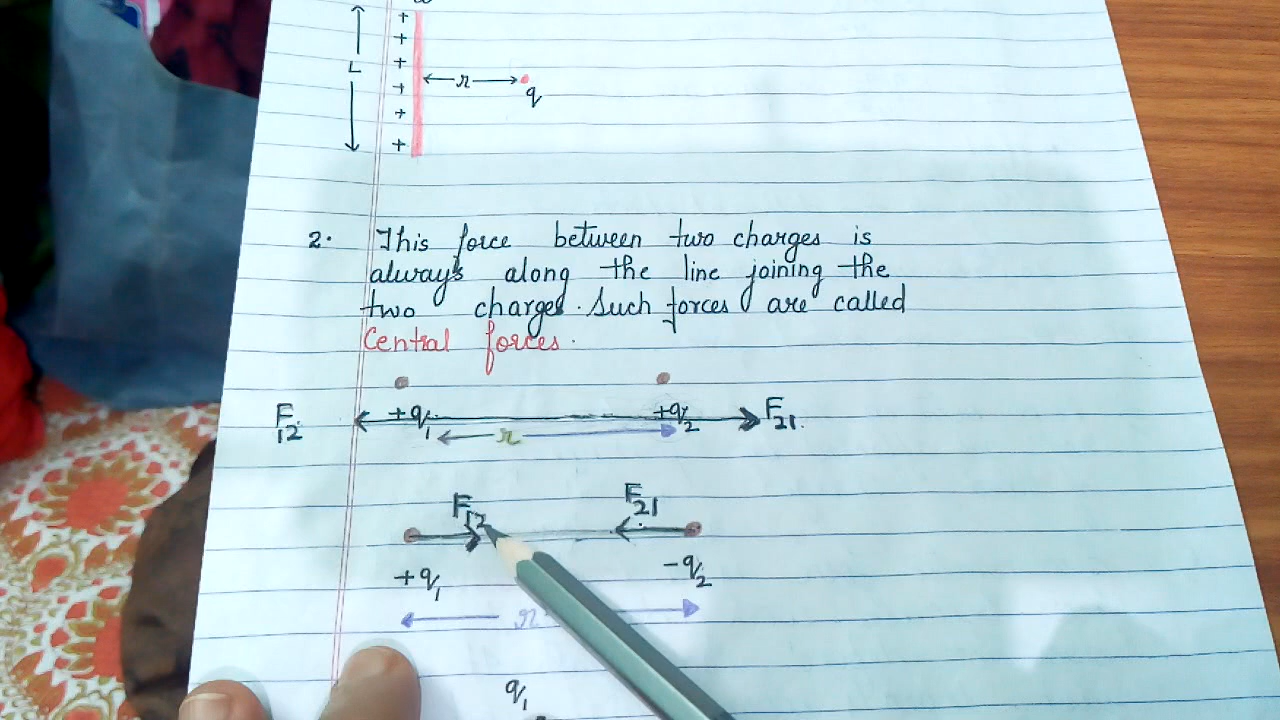 +
+
+
+
+
+
L
r
q
2. This force between two charges is
always along the line joining the
two charges. Such forces are called
Central forces.
F12 +q1 +q2 F21.
r
F12 F21
+q1 -q2
r
q1